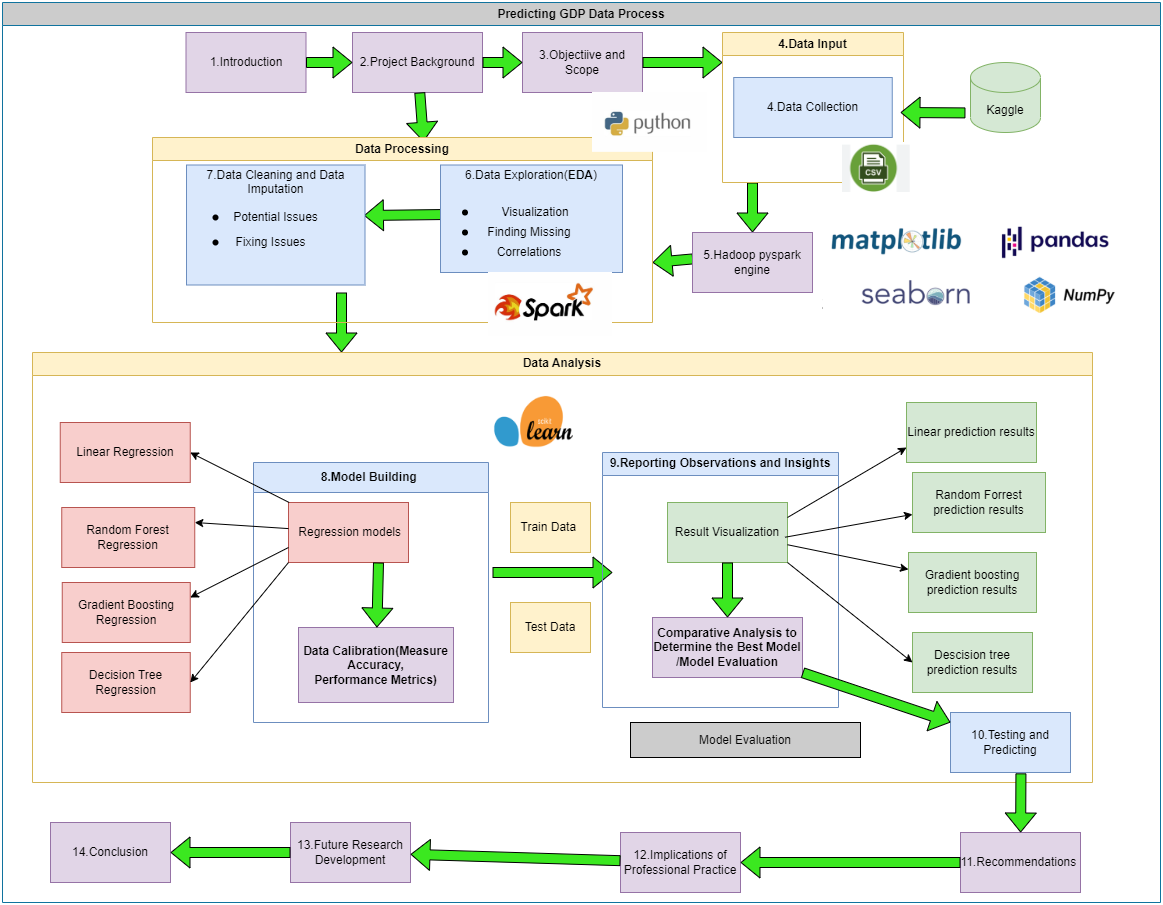 Predicting GDP Data Process
1.Introduction
2.Project Background
3.Objectiive and
Scope
4.Data Input
4.Data Collection
Kaggle
python
CSV
Data Processing
7.Data Cleaning and Data
Imputation
● Potential Issues
● Fixing Issues
6.Data Exploration(EDA)
● Visualization
● Finding Missing
● Correlations
Spark
5.Hadoop pyspark
engine
matplotlib
pandas
seaborn
NumPy
Data Analysis
scikit
learn
Linear Regression
Random Forest
Regression
Gradient Boosting
Regression
Decision Tree
Regression
8.Model Building
Regression models
Data Calibration(Measure
Accuracy,
Performance Metrics)
Train Data
Test Data
9.Reporting Observations and Insights
Result Visualization
Comparative Analysis to
Determine the Best Model
/Model Evaluation
Linear prediction results
Random Forrest
prediction results
Gradient boosting
prediction results
Descision tree
prediction results
Model Evaluation
10.Testing and
Predicting
11.Recommendations
12.Implications of
Professional Practice
13.Future Research
Development
14.Conclusion